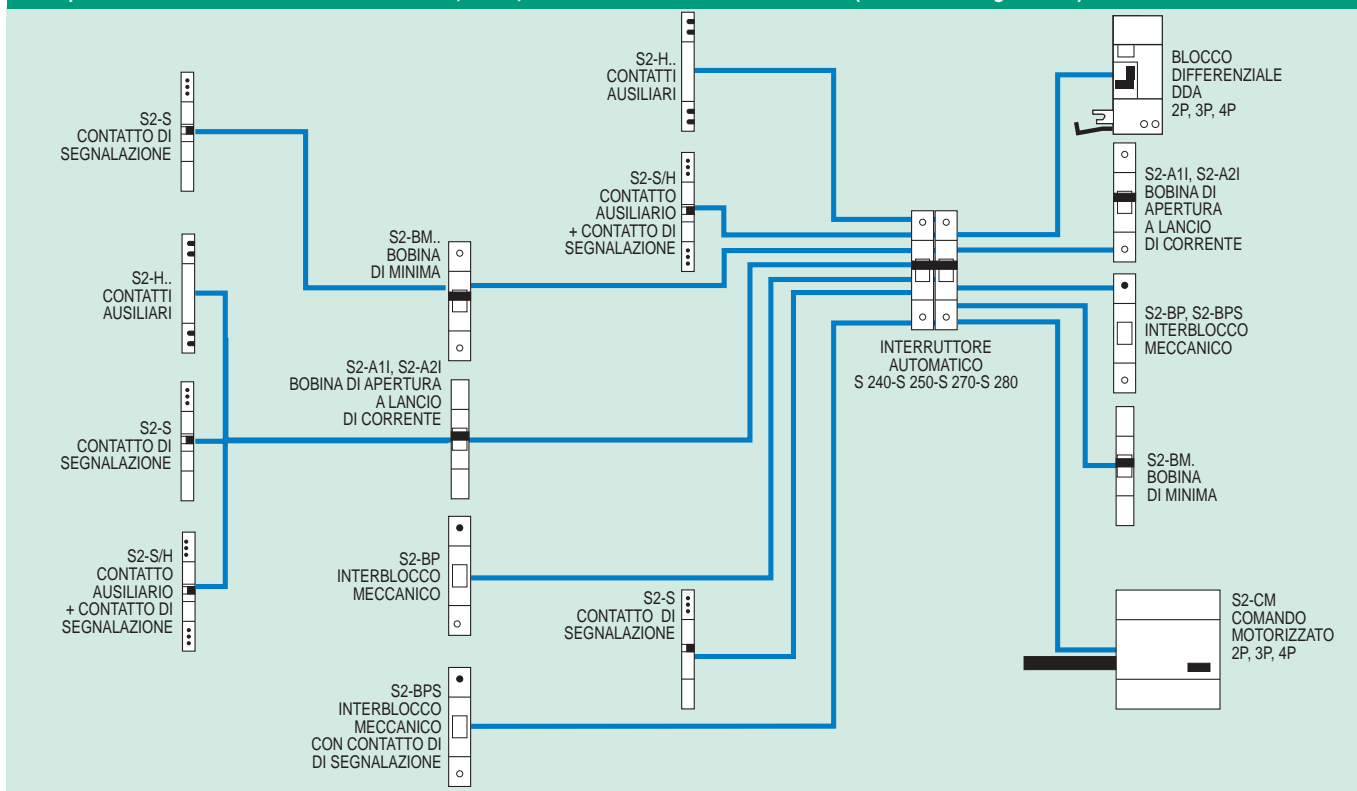 S2-H..
CONTATTI
AUSILIARI
BLOCCO
DIFFERENZIALE
DDA
2P, 3P, 4P
S2-S
CONTATTO DI
SEGNALAZIONE
S2-S/H
CONTATTO
AUSILIARIO
+ CONTATTO DI
SEGNALAZIONE
S2-A1I, S2-A2I
BOBINA DI
APERTURA
A LANCIO
DI CORRENTE
S2-BM..
BOBINA
DI MINIMA
S2-H..
CONTATTI
AUSILIARI
S2-BP, S2-BPS
INTERBLOCCO
MECCANICO
INTERRUTTORE
AUTOMATICO
S 240-S 250-S 270-S 280
S2-A1I, S2-A2I
BOBINA DI APERTURA
A LANCIO
DI CORRENTE
S2-S
CONTATTO DI
SEGNALAZIONE
S2-BM.
BOBINA
DI MINIMA
S2-S/H
CONTATTO
AUSILIARIO
+ CONTATTO DI
SEGNALAZIONE
S2-BP
INTERBLOCCO
MECCANICO
S2-S
CONTATTO DI
SEGNALAZIONE
S2-CM
COMANDO
MOTORIZZATO
2P, 3P, 4P
S2-BPS
INTERBLOCCO
MECCANICO
CON CONTATTO DI
DI SEGNALAZIONE